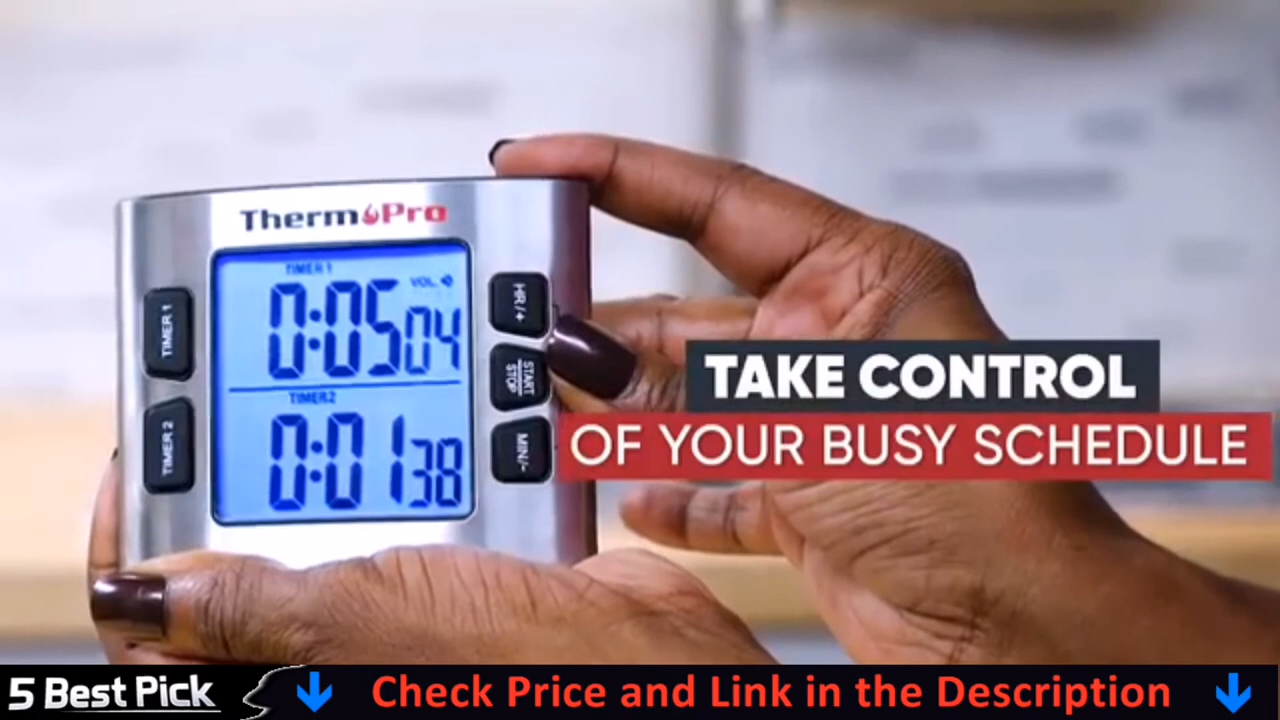 ThermoPro
TIMER 1
VOL.
0:05 04
TIMER 2
0:01 38
TIMER 1
TIMER 2
HR/+
START
STOP
MIN/-
TAKE CONTROL
OF YOUR BUSY SCHEDULE
5 Best Pick
Check Price and Link in the Description